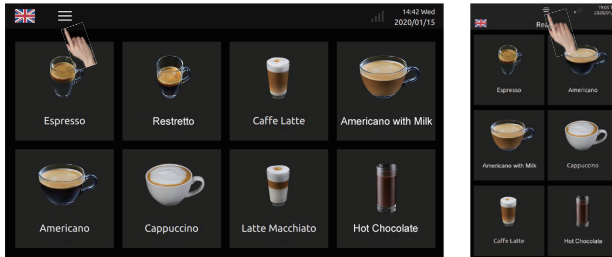 14:42 Wed
2020/01/15
Espresso
Restretto
Caffe Latte
Americano with Milk
Americano
Cappuccino
Latte Macchiato
Hot Chocolate
Espresso
Americano
Americano with Milk
Cappuccino
Caffe Latte
Hot Chocolate